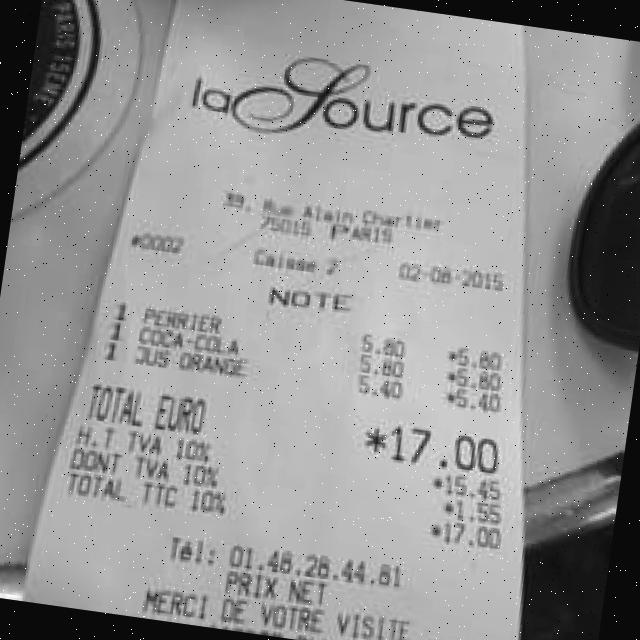 la Source
39, Rue Alain Chartier
75015 PARIS
#0002 Caisse 2 02-08-2015
NOTE
1 PERRIER 5.80 *5.80
1 COCA-COLA 5.80 *5.80
1 JUS ORANGE 5.40 *5.40
TOTAL EURO *17.00
H.T TVA 10% *15.45
DONT TVA 10% *1.55
TOTAL TTC 10% *17.00
Tél: 01.48.28.44.81
PRIX NET
MERCI DE VOTRE VISITE